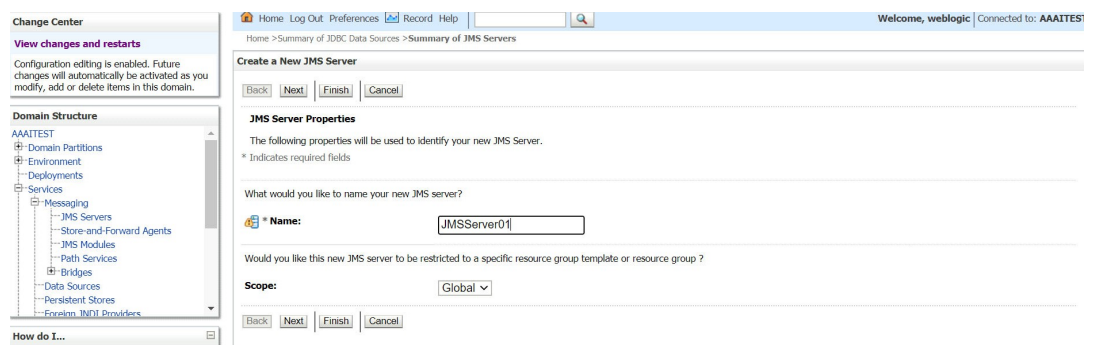 Change Center
View changes and restarts
Configuration editing is enabled. Future
changes will automatically be activated as you
modify, add or delete items in this domain.
Domain Structure
AAAITEST
Domain Partitions
Environment
Deployments
Services
Messaging
JMS Servers
Store-and-Forward Agents
JMS Modules
Path Services
Bridges
Data Sources
Persistent Stores
Foreign JNDI Providers
How do I...
Home Log Out Preferences Record Help
Welcome, weblogic Connected to: AAAITEST
Home >Summary of JDBC Data Sources >Summary of JMS Servers
Create a New JMS Server
Back Next Finish Cancel
JMS Server Properties
The following properties will be used to identify your new JMS Server.
* Indicates required fields
What would you like to name your new JMS server?
* Name: JMSServer01
Would you like this new JMS server to be restricted to a specific resource group template or resource group ?
Scope: Global
Back Next Finish Cancel